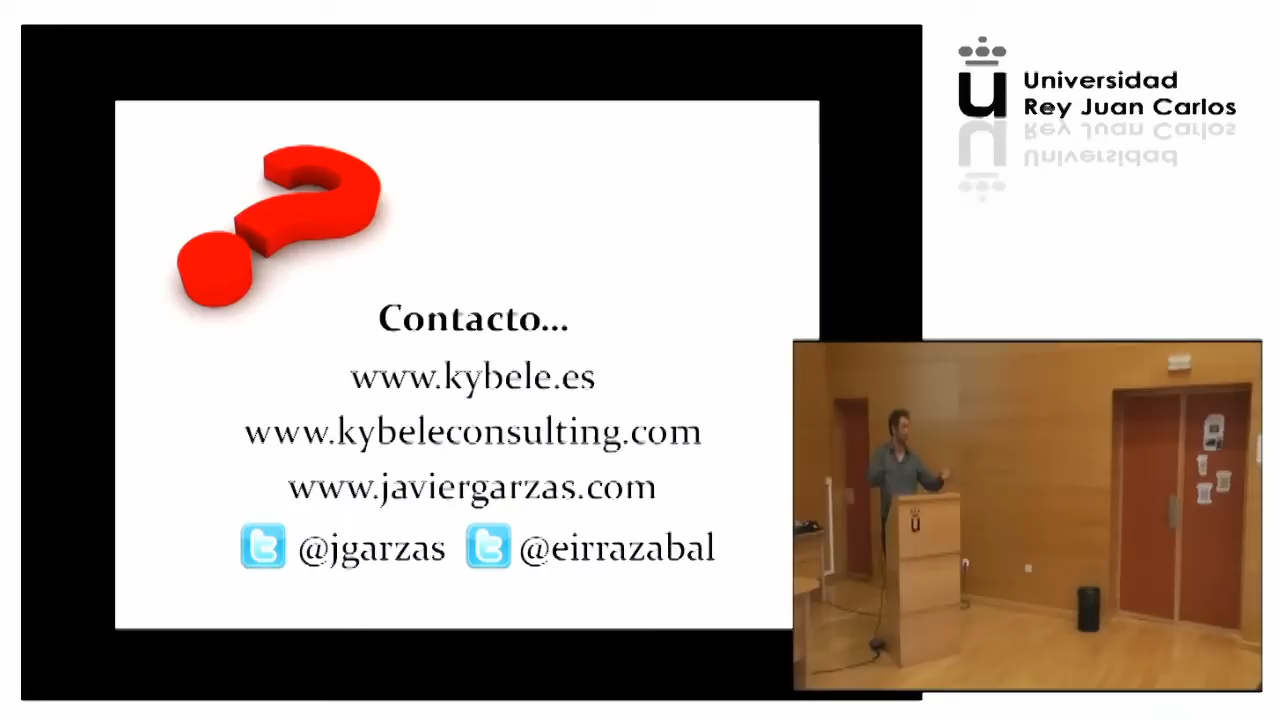 Contacto...
www.kybele.es
www.kybeleconsulting.com
www.javiergarzas.com
@jgarzas @eirrazabal
Universidad
Rey Juan Carlos